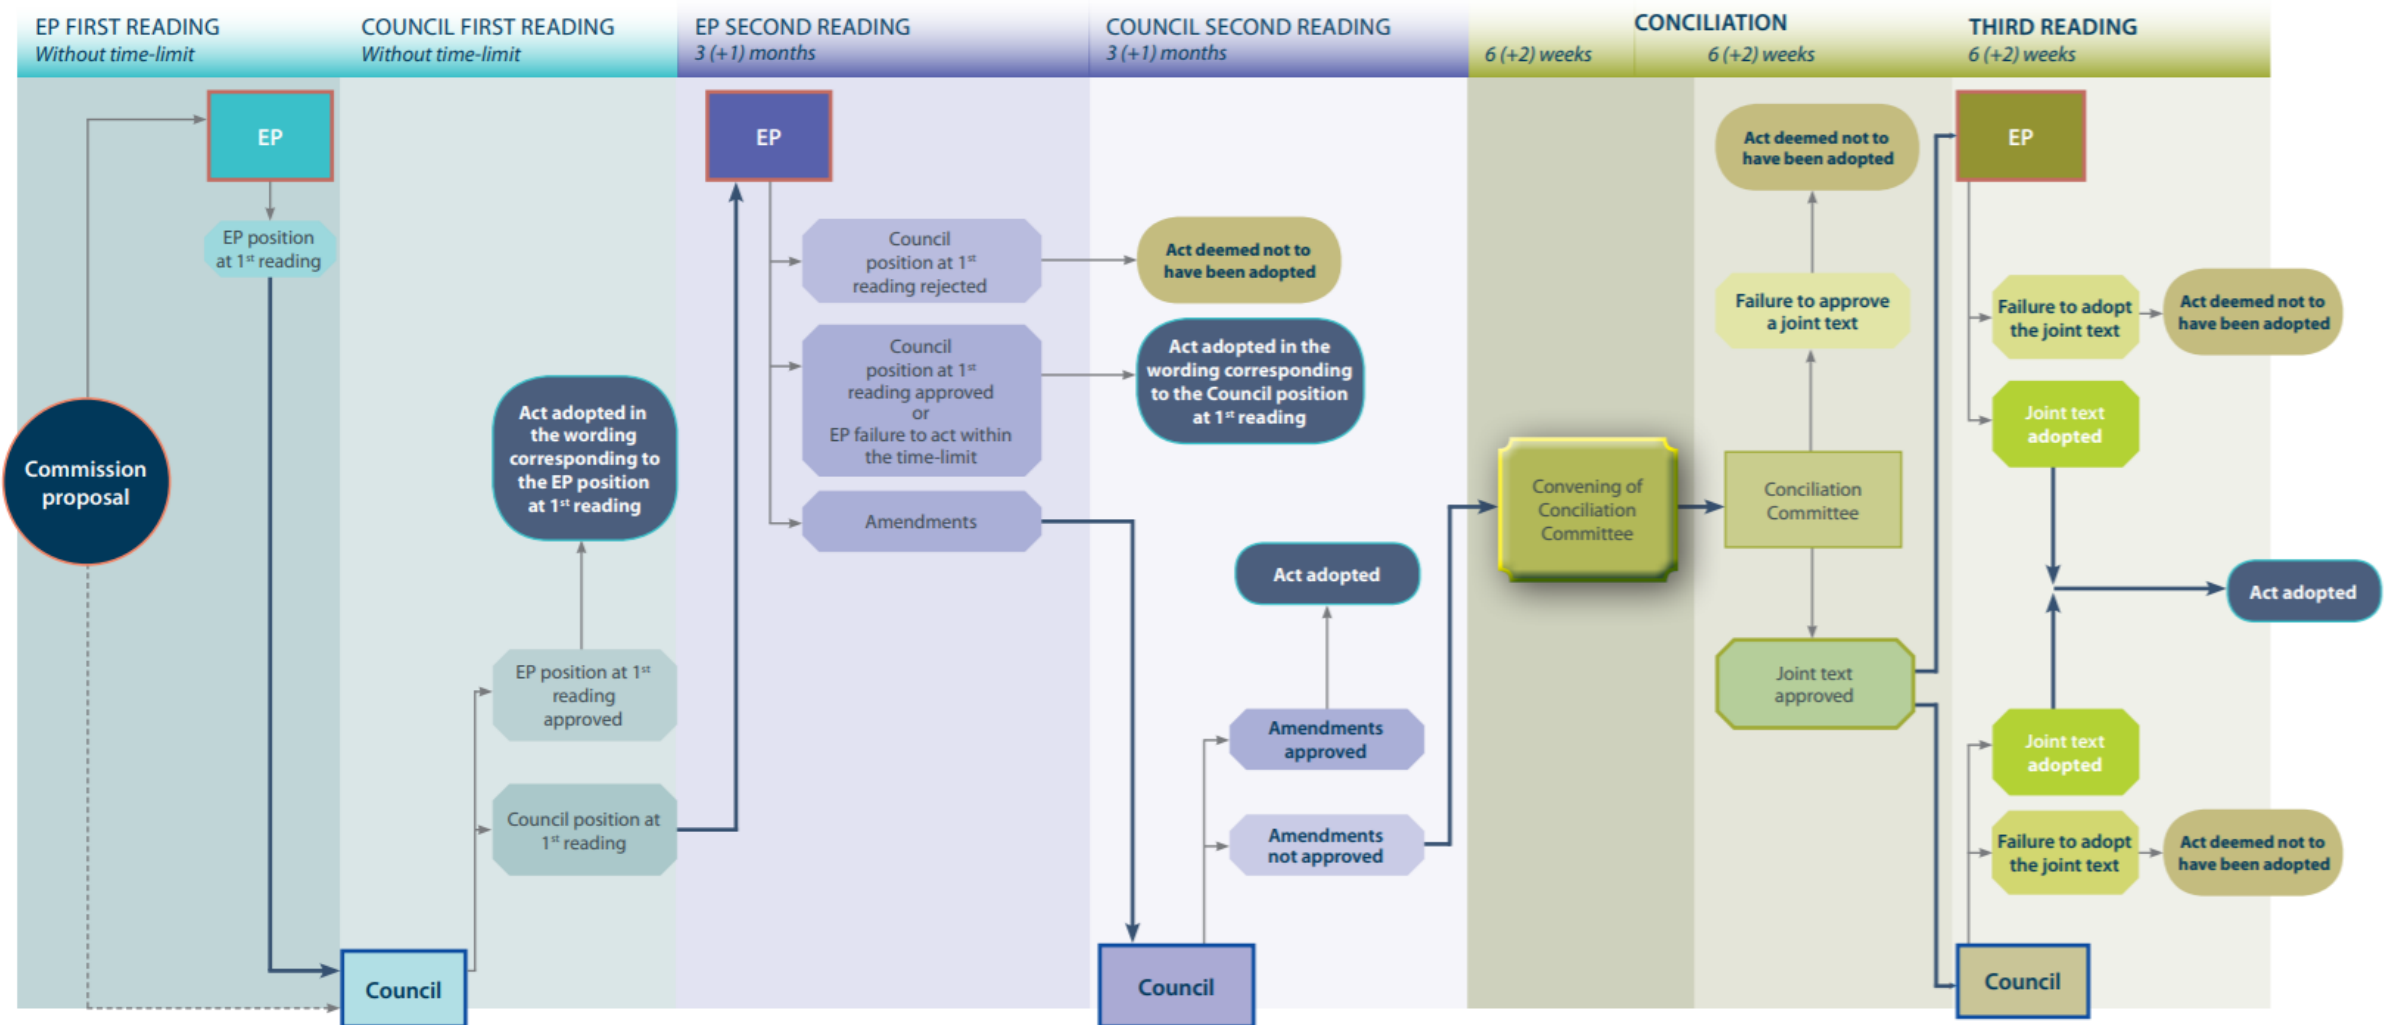 EP FIRST READING
Without time-limit
COUNCIL FIRST READING
Without time-limit
EP SECOND READING
3 (+1) months
COUNCIL SECOND READING
3 (+1) months
CONCILIATION
6 (+2) weeks
6 (+2) weeks
THIRD READING
6 (+2) weeks
Commission
proposal
EP
EP position
at 1st reading
Council
Act adopted in
the wording
corresponding to
the EP position
at 1st reading
EP position at 1st
reading
approved
Council position at
1st reading
EP
Council
position at 1st
reading rejected
Council
position at 1st
reading approved
or
EP failure to act within
the time-limit
Amendments
Act deemed not to
have been adopted
Act adopted in the
wording corresponding
to the Council position
at 1st reading
Act adopted
Amendments
approved
Amendments
not approved
Council
Convening of
Conciliation
Committee
Act deemed not to
have been adopted
Failure to approve
a joint text
Conciliation
Committee
Joint text
approved
EP
Failure to adopt
the joint text
Act deemed not to
have been adopted
Joint text
adopted
Act adopted
Joint text
adopted
Failure to adopt
the joint text
Act deemed not to
have been adopted
Council